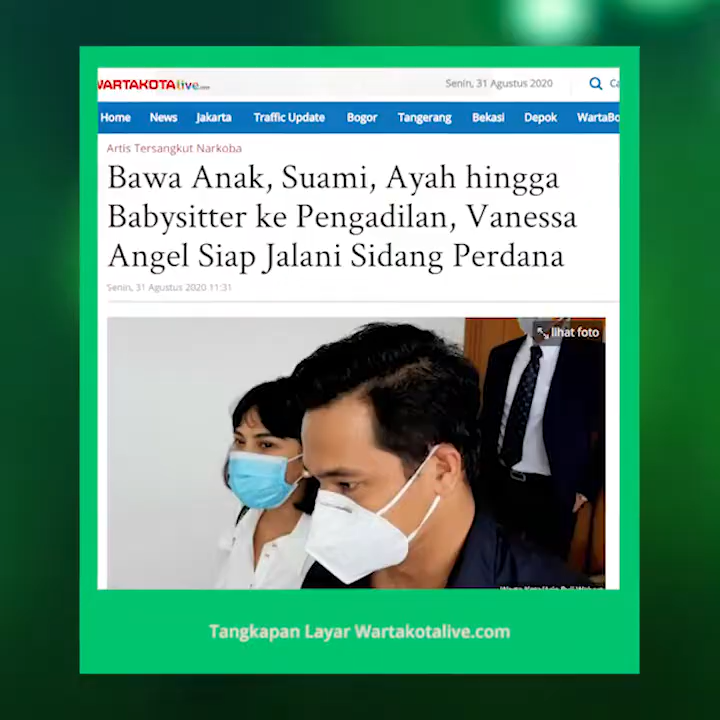 WARTAKOTAlive.com
Senin, 31 Agustus 2020
Home News Jakarta Traffic Update Bogor Tangerang Bekasi Depok
Artis Tersangkut Narkoba
Bawa Anak, Suami, Ayah hingga
Babysitter ke Pengadilan, Vanessa
Angel Siap Jalani Sidang Perdana
Senin, 31 Agustus 2020 11:31
lihat foto
Tangkapan Layar Wartakotalive.com